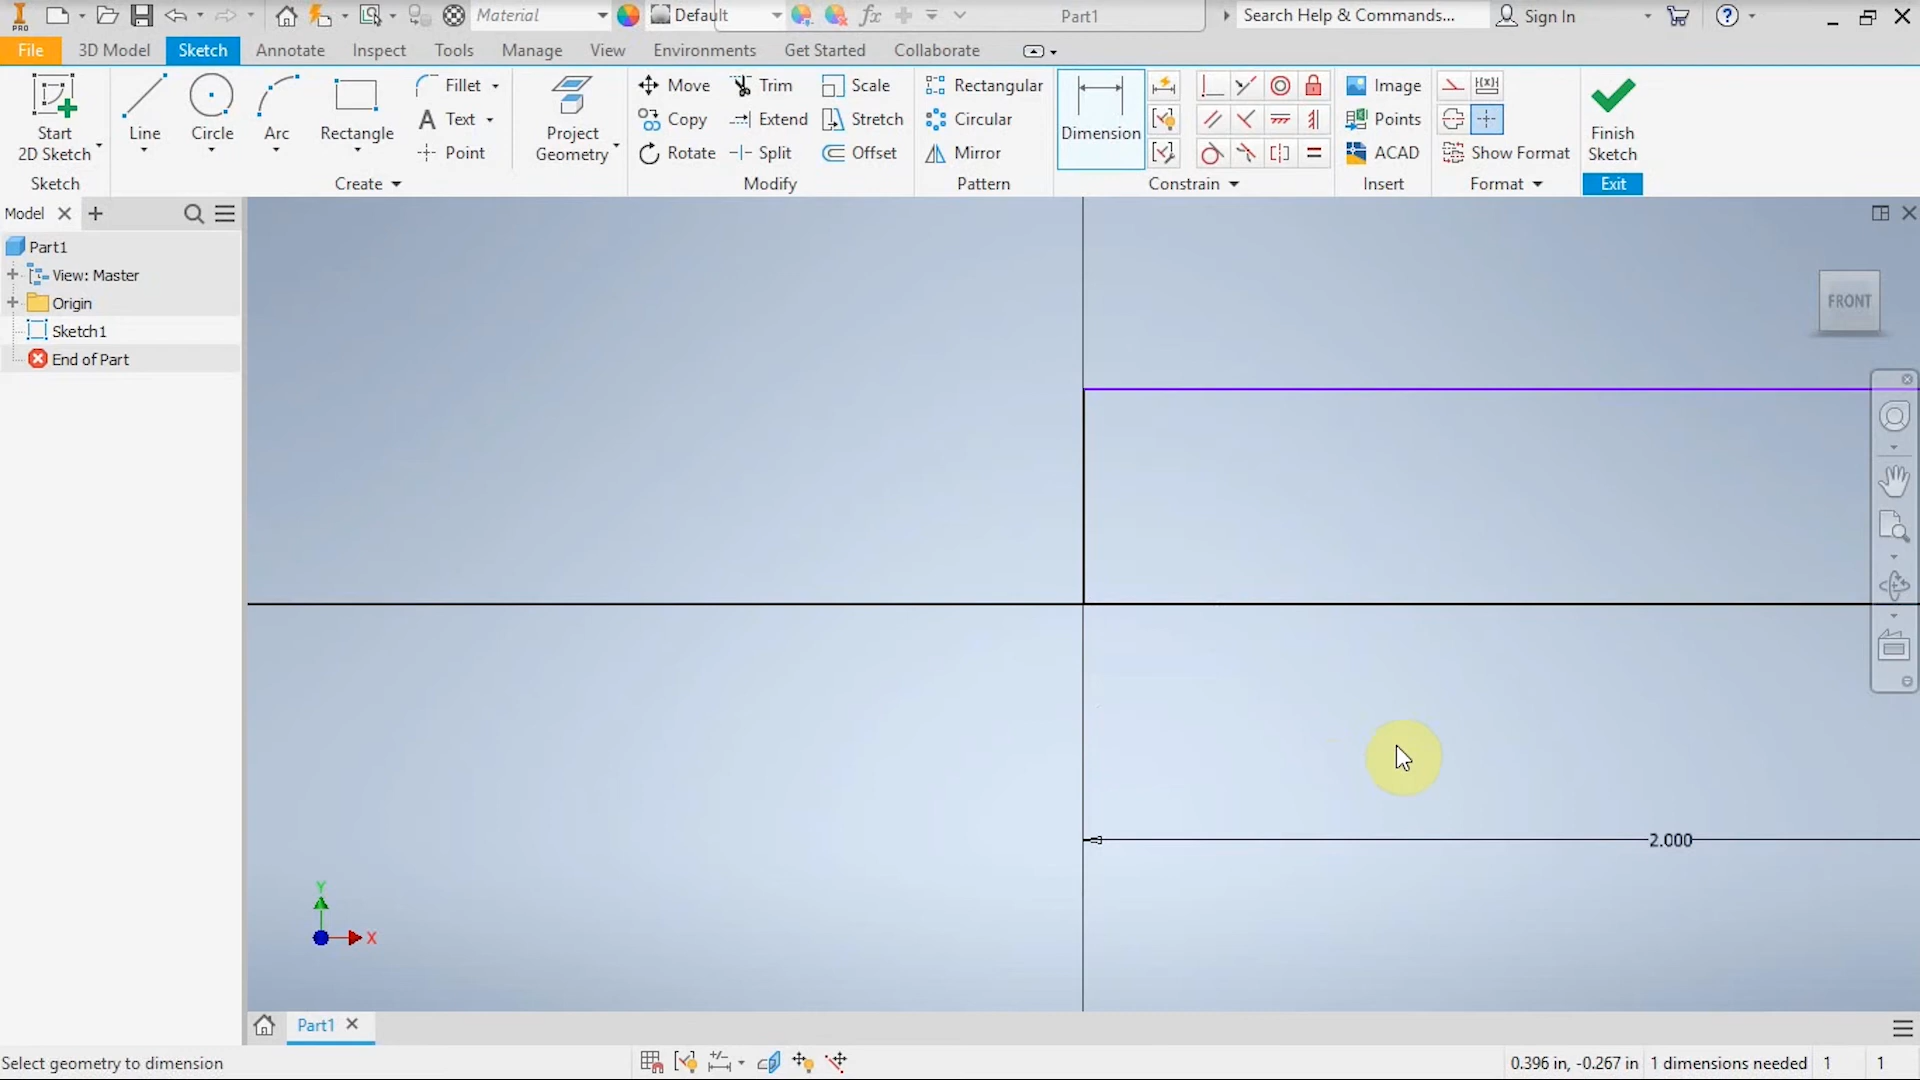 Material Default Part1 Search Help & Commands... Sign In
PRO
File 3D Model Sketch Annotate Inspect Tools Manage View Environments Get Started Collaborate
Start 2D Sketch
Line Circle Arc Rectangle
Fillet
Text
Point
Project Geometry
Move Trim Scale
Copy Extend Stretch
Rotate Split Offset
Rectangular
Circular
Mirror
Dimension
Image
Points
ACAD
Show Format
Finish Sketch
Sketch Create Modify Pattern Constrain Insert Format Exit
Model
Part1
View: Master
Origin
Sketch1
End of Part
FRONT
2.000
Y
X
Part1
Select geometry to dimension 0.396 in, -0.267 in 1 dimensions needed 1 1